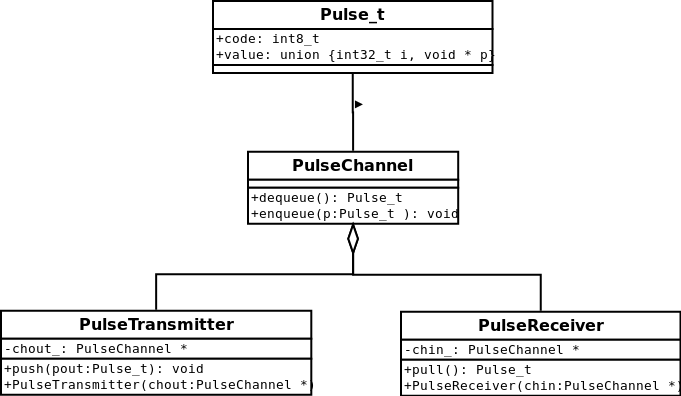 Pulse_t
+code: int8_t
+value: union {int32_t i, void * p}
PulseChannel
+dequeue(): Pulse_t
+enqueue(p:Pulse_t ): void
PulseTransmitter
-chout_: PulseChannel *
+push(pout:Pulse_t): void
+PulseTransmitter(chout:PulseChannel *)
PulseReceiver
-chin_: PulseChannel *
+pull(): Pulse_t
+PulseReceiver(chin:PulseChannel *)